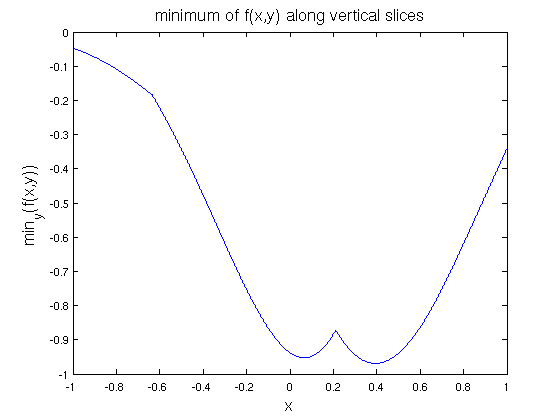 minimum of f(x,y) along vertical slices
0
-0.1
-0.2
-0.3
-0.4
-0.5
-0.6
-0.7
-0.8
-0.9
-1
min_y(f(x,y))
-1 -0.8 -0.6 -0.4 -0.2 0 0.2 0.4 0.6 0.8 1
x